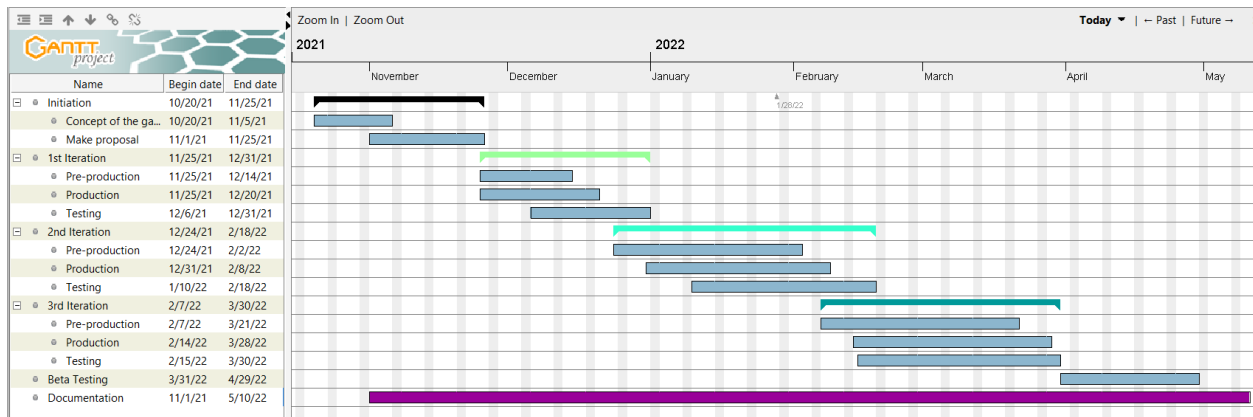 Zoom In | Zoom Out
Today ▼ | ← Past | Future →
GANTT
project
2021 2022
November December January February March April May
Name Begin date End date
Initiation 10/20/21 11/25/21
1/28/22
Concept of the ga... 10/20/21 11/5/21
Make proposal 11/1/21 11/25/21
1st Iteration 11/25/21 12/31/21
Pre-production 11/25/21 12/14/21
Production 11/25/21 12/20/21
Testing 12/6/21 12/31/21
2nd Iteration 12/24/21 2/18/22
Pre-production 12/24/21 2/2/22
Production 12/31/21 2/8/22
Testing 1/10/22 2/18/22
3rd Iteration 2/7/22 3/30/22
Pre-production 2/7/22 3/21/22
Production 2/14/22 3/28/22
Testing 2/15/22 3/30/22
Beta Testing 3/31/22 4/29/22
Documentation 11/1/21 5/10/22